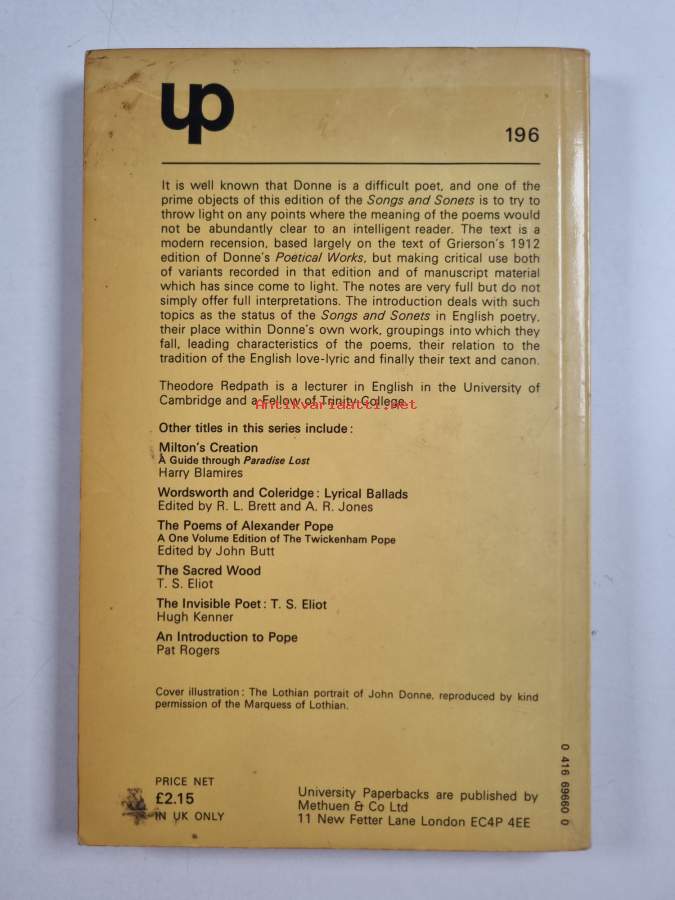 up
196
It is well known that Donne is a difficult poet, and one of the
prime objects of this edition of the Songs and Sonets is to try to
throw light on any points where the meaning of the poems would
not be abundantly clear to an intelligent reader. The text is a
modern recension, based largely on the text of Grierson's 1912
edition of Donne's Poetical Works, but making critical use both
of variants recorded in that edition and of manuscript material
which has since come to light. The notes are very full but do not
simply offer full interpretations. The introduction deals with such
topics as the status of the Songs and Sonets in English poetry,
their place within Donne's own work, groupings into which they
fall, leading characteristics of the poems, their relation to the
tradition of the English love-lyric and finally their text and canon.
Theodore Redpath is a lecturer in English in the University of
Cambridge and a Fellow of Trinity College.
Antikvariaatti.net
Other titles in this series include:
Milton's Creation
A Guide through Paradise Lost
Harry Blamires
Wordsworth and Coleridge: Lyrical Ballads
Edited by R. L. Brett and A. R. Jones
The Poems of Alexander Pope
A One Volume Edition of The Twickenham Pope
Edited by John Butt
The Sacred Wood
T. S. Eliot
The Invisible Poet: T. S. Eliot
Hugh Kenner
An Introduction to Pope
Pat Rogers
Cover illustration: The Lothian portrait of John Donne, reproduced by kind
permission of the Marquess of Lothian.
PRICE NET
£2.15
IN UK ONLY
University Paperbacks are published by
Methuen & Co Ltd
11 New Fetter Lane London EC4P 4EE
0 416 69660 0